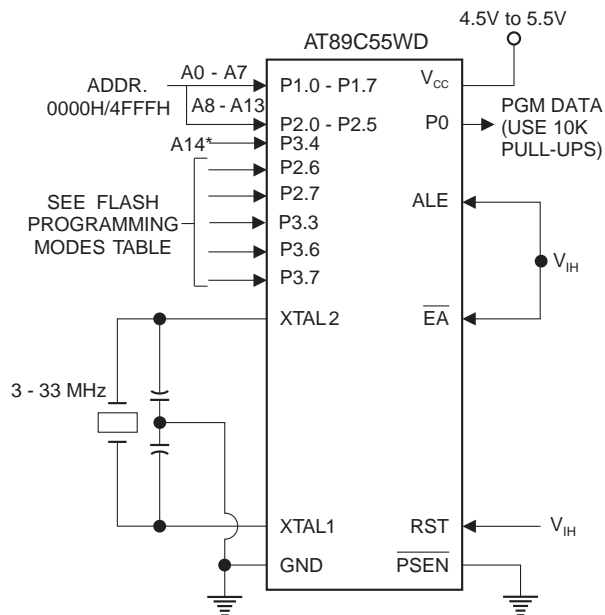 4.5V to 5.5V
AT89C55WD
ADDR.
0000H/4FFFH
A0 - A7
A8 - A13
A14*
SEE FLASH
PROGRAMMING
MODES TABLE
3 - 33 MHz
P1.0 - P1.7
P2.0 - P2.5
P3.4
P2.6
P2.7
P3.3
P3.6
P3.7
XTAL2
XTAL1
GND
VCC
P0
ALE
EA
RST
PSEN
PGM DATA
(USE 10K
PULL-UPS)
VIH
VIH